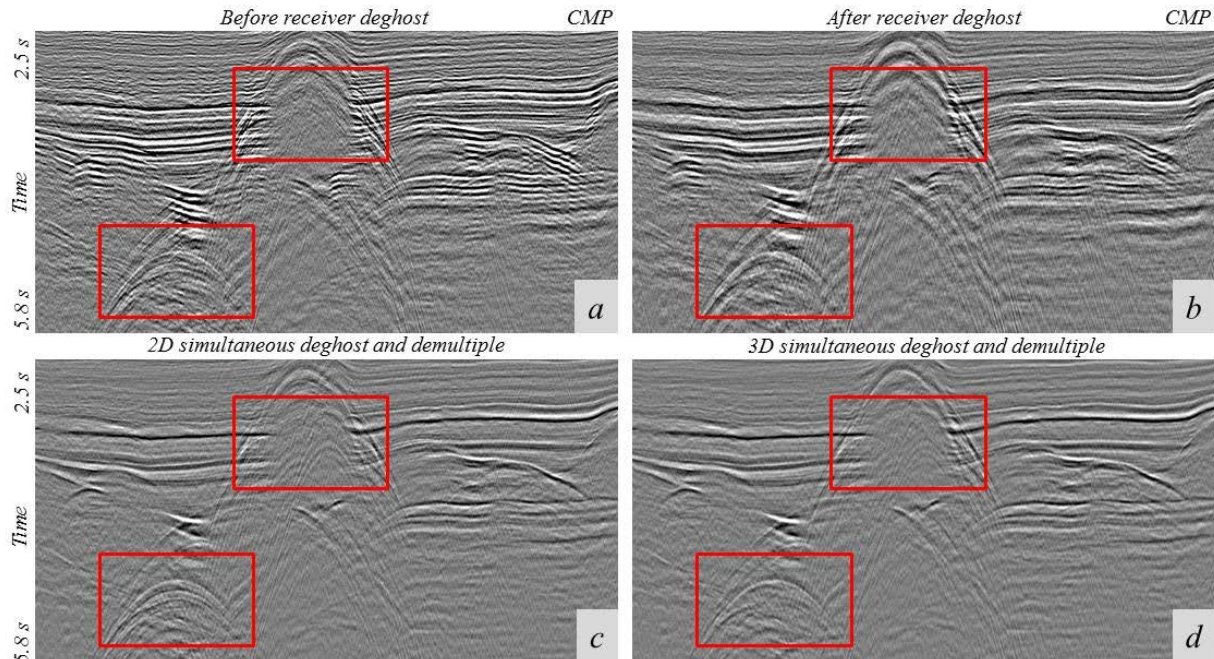 Before receiver deghost CMP
After receiver deghost CMP
2.5 s
Time
5.8 s
a
b
2D simultaneous deghost and demultiple
3D simultaneous deghost and demultiple
2.5 s
Time
5.8 s
c
d